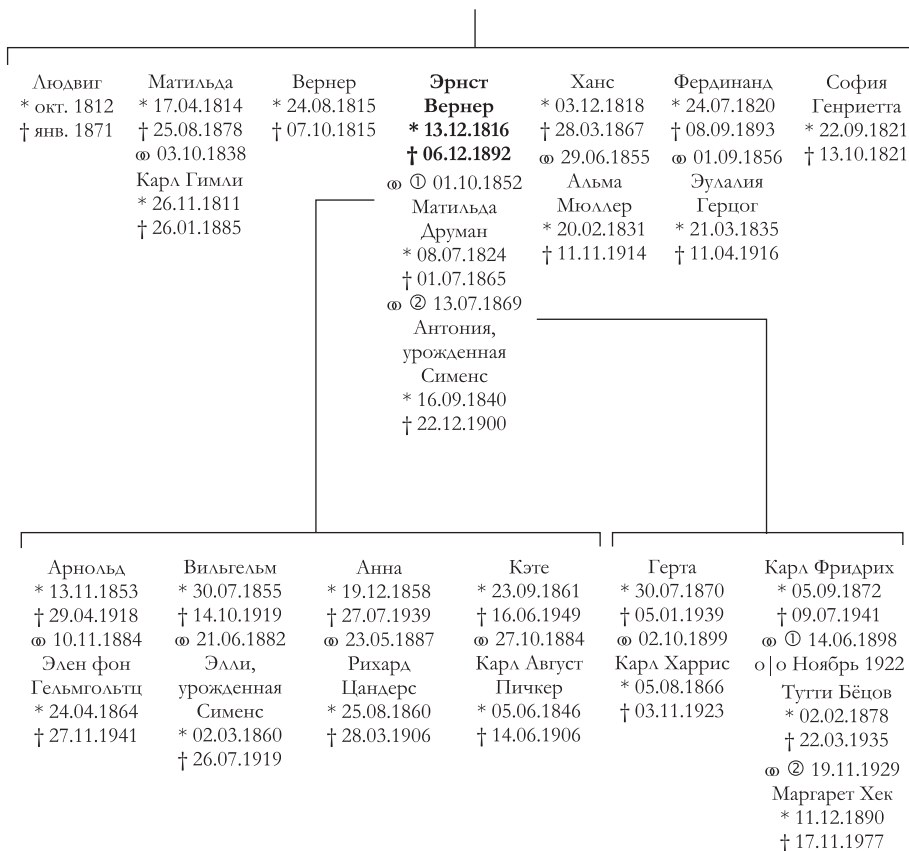 Людвиг
* окт. 1812
† янв. 1871
Матильда
* 17.04.1814
† 25.08.1878
⚭ 03.10.1838
Карл Гимли
* 26.11.1811
† 26.01.1885
Вернер
* 24.08.1815
† 07.10.1815
Эрнст
Вернер
* 13.12.1816
† 06.12.1892
⚭ ① 01.10.1852
Матильда
Друман
* 08.07.1824
† 01.07.1865
⚭ ② 13.07.1869
Антония,
урожденная
Сименс
* 16.09.1840
† 22.12.1900
Ханс
* 03.12.1818
† 28.03.1867
⚭ 29.06.1855
Альма
Мюллер
* 20.02.1831
† 11.11.1914
Фердинанд
* 24.07.1820
† 08.09.1893
⚭ 01.09.1856
Эулалия
Герцог
* 21.03.1835
† 11.04.1916
София
Генриетта
* 22.09.1821
† 13.10.1821
Арнольд
* 13.11.1853
† 29.04.1918
⚭ 10.11.1884
Элен фон
Гельмгольтц
* 24.04.1864
† 27.11.1941
Вильгельм
* 30.07.1855
† 14.10.1919
⚭ 21.06.1882
Элли,
урожденная
Сименс
* 02.03.1860
† 26.07.1919
Анна
* 19.12.1858
† 27.07.1939
⚭ 23.05.1887
Рихард
Цандерс
* 25.08.1860
† 28.03.1906
Кэте
* 23.09.1861
† 16.06.1949
⚭ 27.10.1884
Карл Август
Пичкер
* 05.06.1846
† 14.06.1906
Герта
* 30.07.1870
† 05.01.1939
⚭ 02.10.1899
Карл Харрис
* 05.08.1866
† 03.11.1923
Карл Фридрих
* 05.09.1872
† 09.07.1941
⚭ ① 14.06.1898
o|o Ноябрь 1922
Тутти Бёцов
* 02.02.1878
† 22.03.1935
⚭ ② 19.11.1929
Маргарет Хек
* 11.12.1890
† 17.11.1977